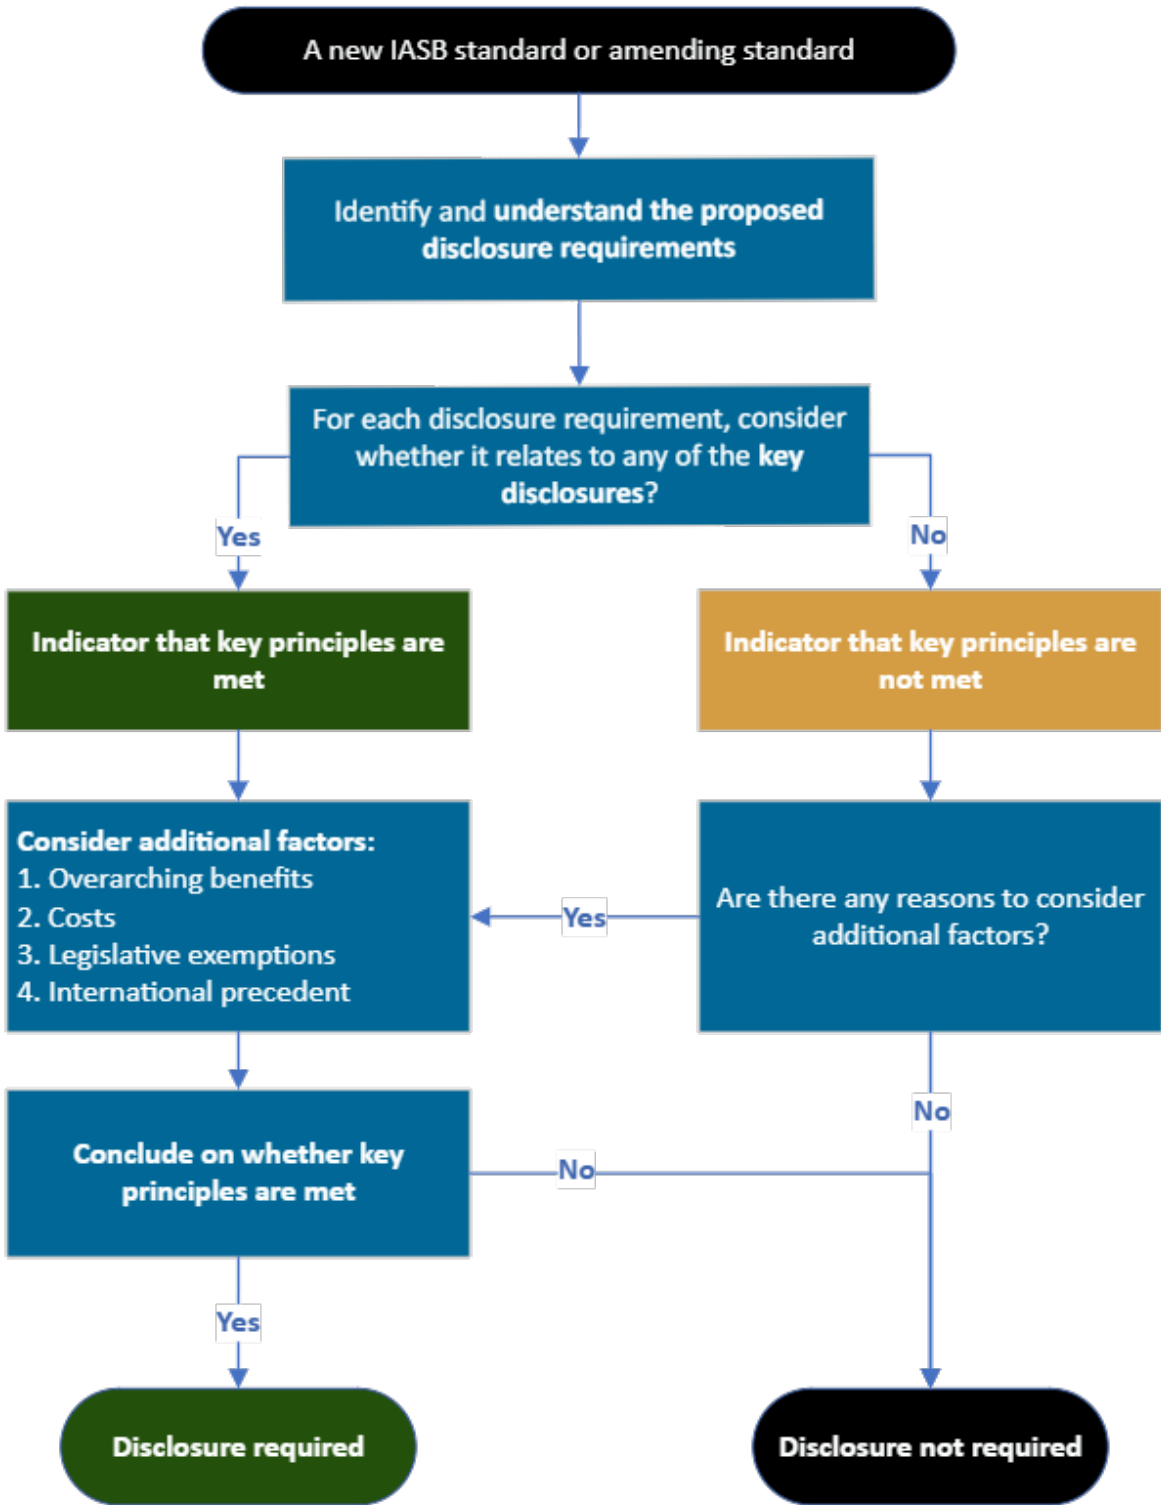 A new IASB standard or amending standard
Identify and understand the proposed
disclosure requirements
For each disclosure requirement, consider
whether it relates to any of the key
disclosures?
Yes
No
Indicator that key principles are
met
Indicator that key principles are
not met
Consider additional factors:
1. Overarching benefits
2. Costs
3. Legislative exemptions
4. International precedent
Yes
Are there any reasons to consider
additional factors?
No
Conclude on whether key
principles are met
No
Yes
Disclosure required
Disclosure not required